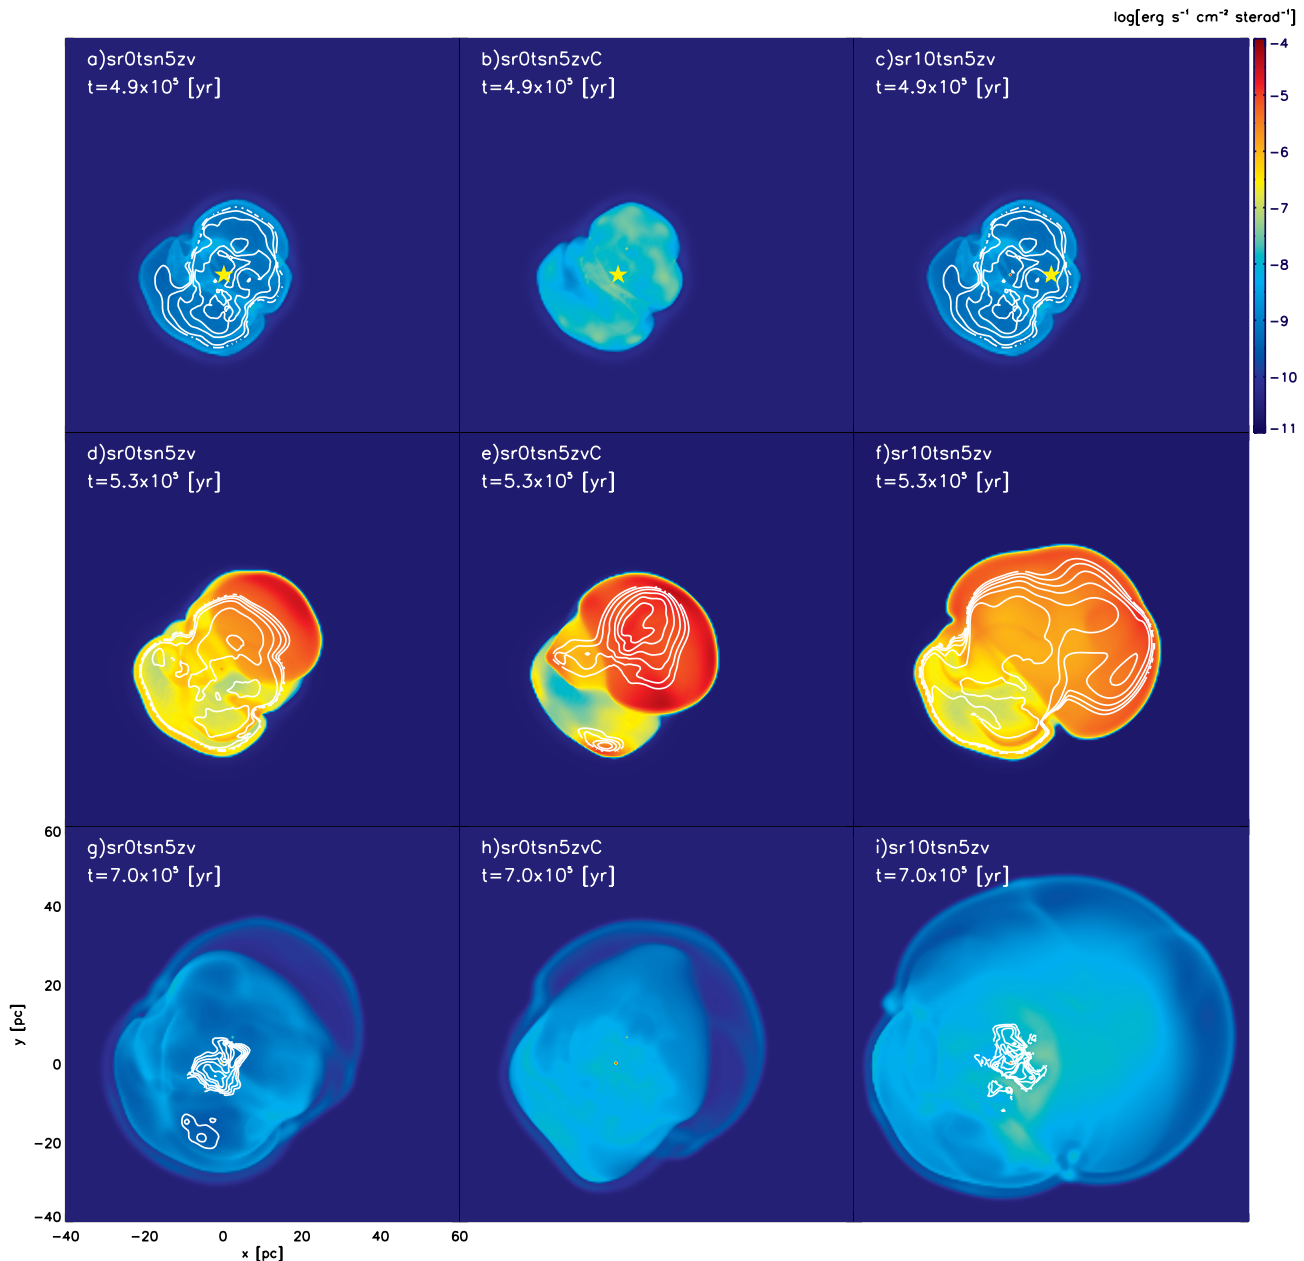 log[erg s⁻¹ cm⁻² sterad⁻¹]
a)sr0tsn5zv
t=4.9x10⁵ [yr]
b)sr0tsn5zvC
t=4.9x10⁵ [yr]
c)sr10tsn5zv
t=4.9x10⁵ [yr]
-4
-5
-6
-7
-8
-9
-10
-11
d)sr0tsn5zv
t=5.3x10⁵ [yr]
e)sr0tsn5zvC
t=5.3x10⁵ [yr]
f)sr10tsn5zv
t=5.3x10⁵ [yr]
g)sr0tsn5zv
t=7.0x10⁵ [yr]
h)sr0tsn5zvC
t=7.0x10⁵ [yr]
i)sr10tsn5zv
t=7.0x10⁵ [yr]
60
40
20
0
-20
-40
y [pc]
-40 -20 0 20 40 60
x [pc]